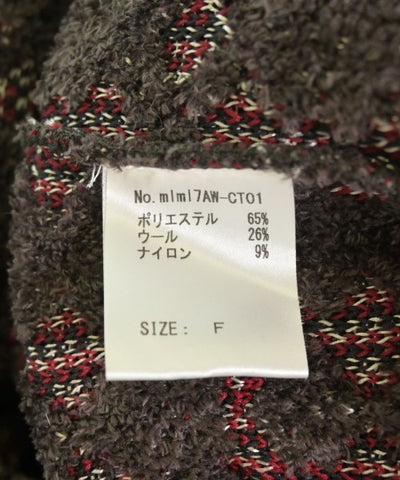 No. mlml7AW-CT01
ポリエステル 65%
ウール 26%
ナイロン 9%
SIZE: F